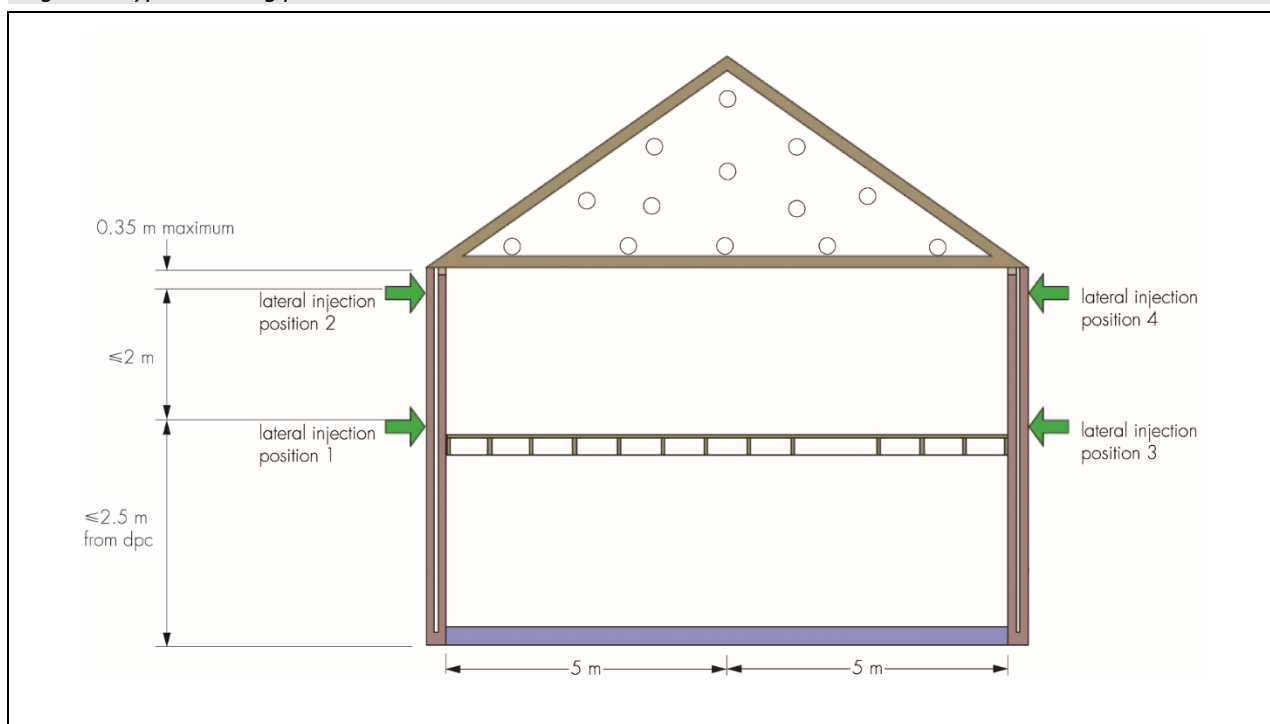 0.35 m maximum
lateral injection
position 2
lateral injection
position 4
≤2 m
lateral injection
position 1
lateral injection
position 3
≤2.5 m
from dpc
5 m
5 m